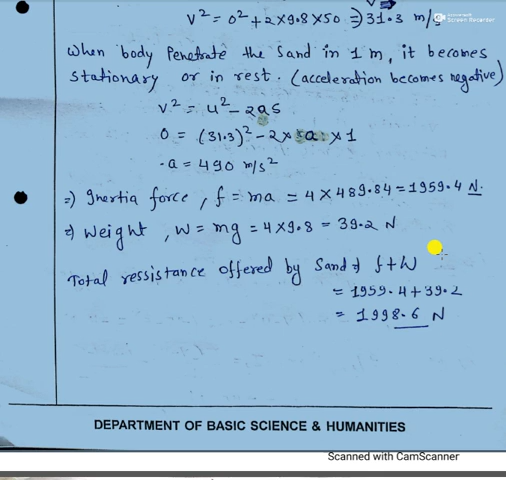 V² = 0² + 2×9.8×50 ⇒ 31.3 m/s
Screen Recorder
When body Penetrate the Sand in 1 m, it becomes
stationary or in rest. (acceleration becomes negative)
V² = u² - 2as
0 = (31.3)² - 2× a × 1
-a = 490 m/s²
⇒ Inertia force, f = ma = 4 × 489.84 = 1959.4 N.
⇒ Weight, W = mg = 4×9.8 = 39.2 N
Total ressistance offered by Sand ⇒ f+W
= 1959.4+39.2
= 1998.6 N
DEPARTMENT OF BASIC SCIENCE & HUMANITIES
Scanned with CamScanner